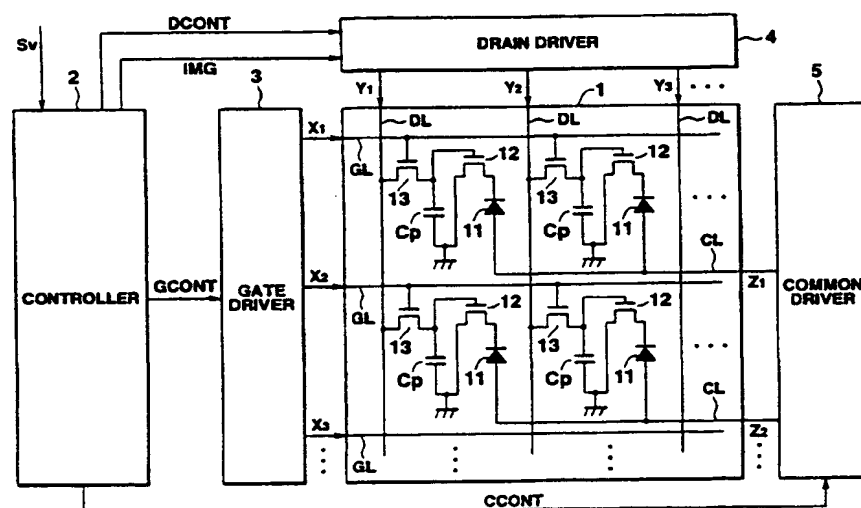 DCONT
Sv
IMG
DRAIN DRIVER
4
2
3
Y1
Y2
Y3
1
5
DL
DL
DL
X1
GL
12
12
13
13
Cp
11
Cp
11
CL
Z1
CONTROLLER
GCONT
GATE
DRIVER
COMMON
DRIVER
X2
GL
12
12
13
13
Cp
11
Cp
11
CL
Z2
X3
GL
CCONT